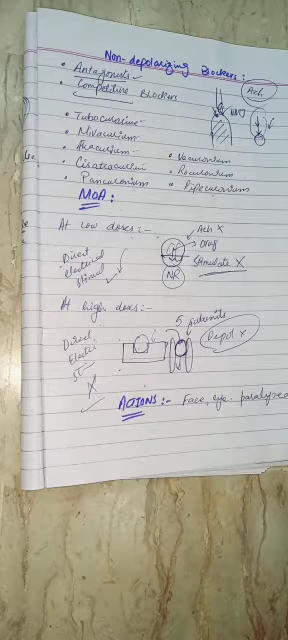 Non-depolarizing Blockers:
• Antagonists
• Competitive Blockers
Ach
NMJ
• Tubocurarine
• Mivacurium
• Atracurium
• Cisatracurium
• Pancuronium
• Vecuronium
• Rocuronium
• Pipecuronium
MOA:
At low doses:-
Direct
electrical
stimul
Ach X
Drug
Stimulate X
NR
At high doses:-
Direct
Electric
st.
X
5 subunits
Depol X
ACTIONS:- Face, eye paralysed